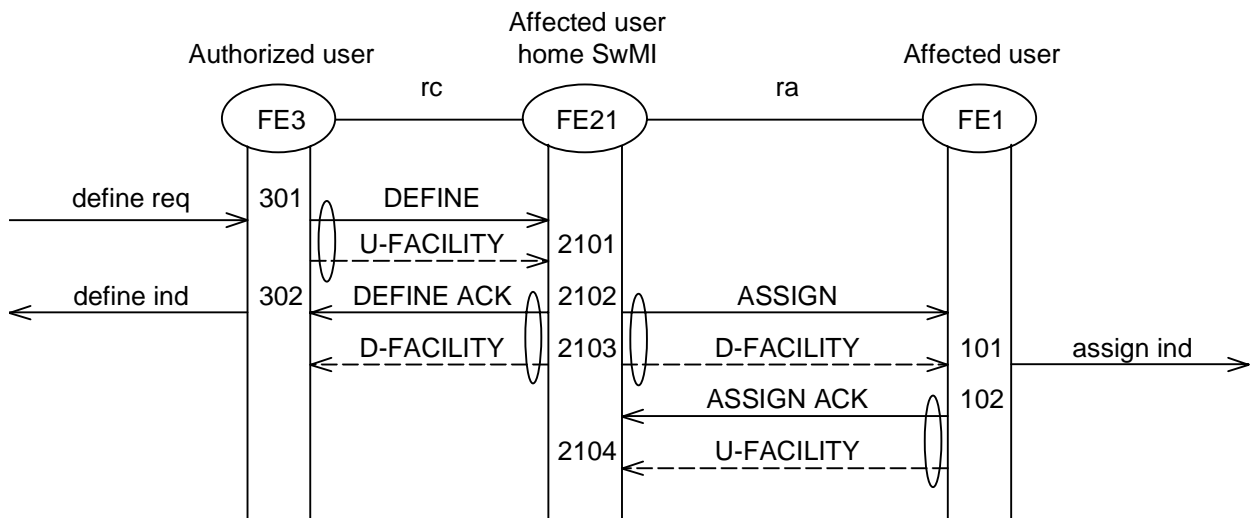 Affected user
Authorized user home SwMI Affected user
rc ra
FE3 FE21 FE1
define req 301 DEFINE
U-FACILITY 2101
define ind 302 DEFINE ACK 2102 ASSIGN
D-FACILITY 2103 D-FACILITY 101 assign ind
ASSIGN ACK 102
2104 U-FACILITY